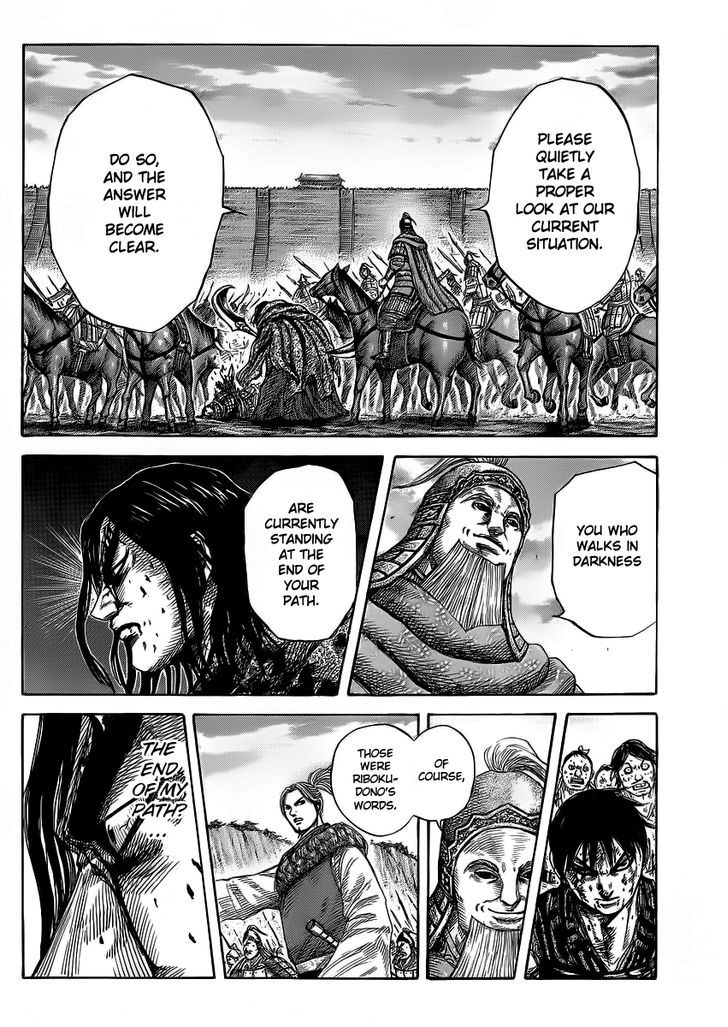 PLEASE
QUIETLY
TAKE A
PROPER
LOOK AT OUR
CURRENT
SITUATION.
DO SO,
AND THE
ANSWER
WILL
BECOME
CLEAR.
YOU WHO
WALKS IN
DARKNESS
ARE
CURRENTLY
STANDING
AT THE
END OF
YOUR
PATH.
OF
COURSE,
THOSE
WERE
RIBOKU-
DONO'S
WORDS.
THE
END
OF MY
PATH?
...